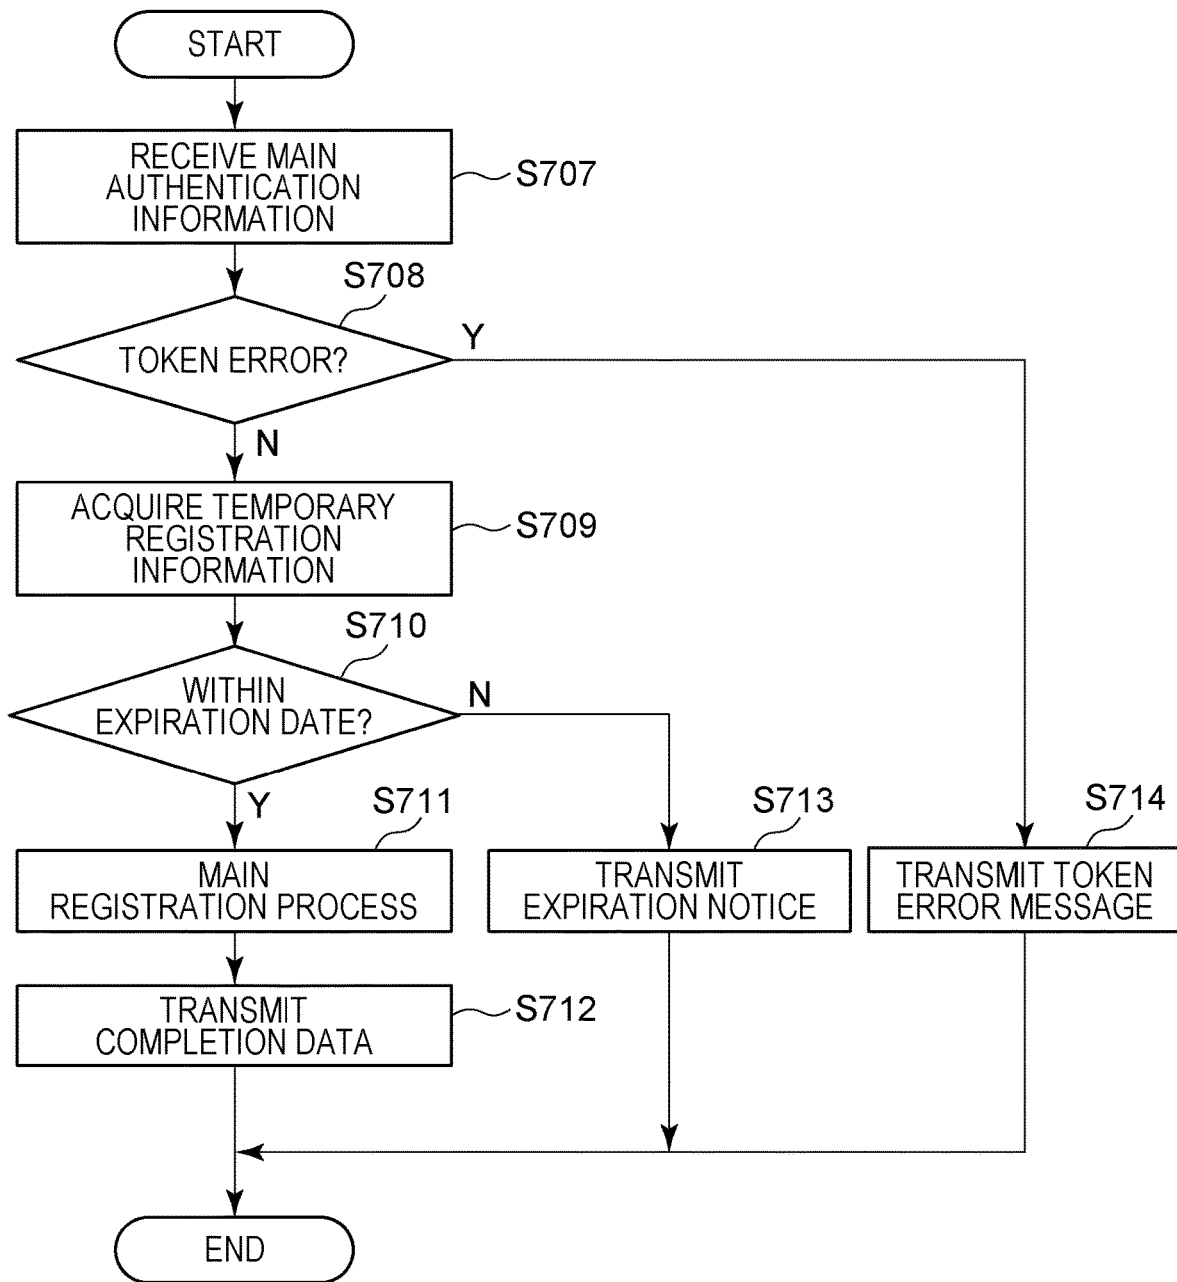 START
RECEIVE MAIN
AUTHENTICATION
INFORMATION
S707
S708
TOKEN ERROR?
Y
N
ACQUIRE TEMPORARY
REGISTRATION
INFORMATION
S709
S710
WITHIN
EXPIRATION DATE?
N
Y
S711
MAIN
REGISTRATION PROCESS
S713
TRANSMIT
EXPIRATION NOTICE
S714
TRANSMIT TOKEN
ERROR MESSAGE
TRANSMIT
COMPLETION DATA
S712
END